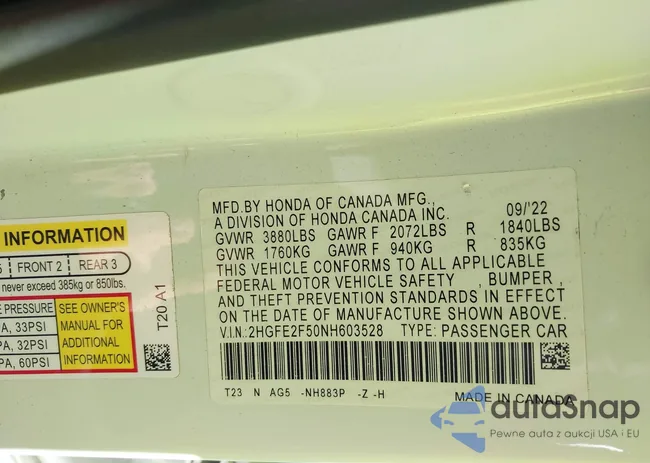 INFORMATION
FRONT 2 | REAR 3
never exceed 385kg or 850lbs.
PRESSURE
SEE OWNER'S
MANUAL FOR
ADDITIONAL
INFORMATION
33PSI
32PSI
60PSI
T20 A1
MFD.BY HONDA OF CANADA MFG.,
A DIVISION OF HONDA CANADA INC. 09/'22
GVWR 3880LBS GAWR F 2072LBS R 1840LBS
GVWR 1760KG GAWR F 940KG R 835KG
THIS VEHICLE CONFORMS TO ALL APPLICABLE
FEDERAL MOTOR VEHICLE SAFETY , BUMPER ,
AND THEFT PREVENTION STANDARDS IN EFFECT
ON THE DATE OF MANUFACTURE SHOWN ABOVE.
V.I.N: 2HGFE2F50NH603528 TYPE: PASSENGER CAR
T23 N AG5 -NH883P -Z -H MADE IN CANADA
autaSnap
Pewne auta z aukcji USA i EU